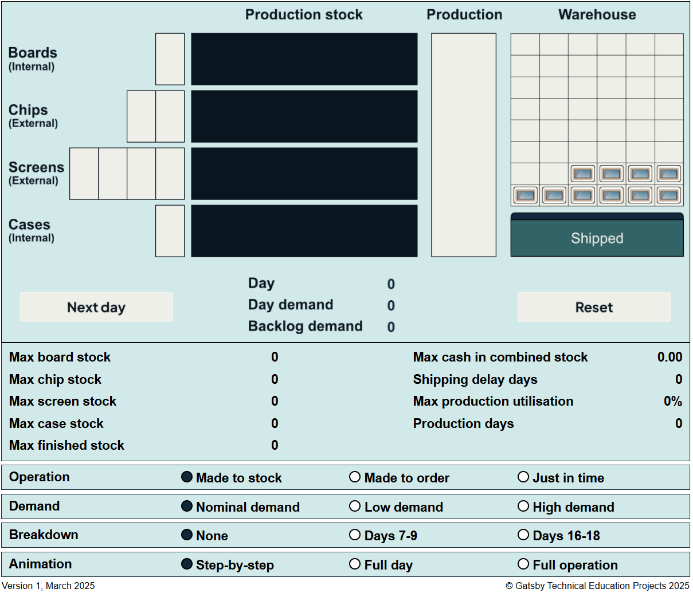 Production stock Production Warehouse
Boards
(Internal)
Chips
(External)
Screens
(External)
Cases
(Internal)
Shipped
Day 0
Day demand 0
Backlog demand 0
Next day
Reset
Max board stock 0 Max cash in combined stock 0.00
Max chip stock 0 Shipping delay days 0
Max screen stock 0 Max production utilisation 0%
Max case stock 0 Production days 0
Max finished stock 0
Operation Made to stock Made to order Just in time
Demand Nominal demand Low demand High demand
Breakdown None Days 7-9 Days 16-18
Animation Step-by-step Full day Full operation
Version 1, March 2025 © Gatsby Technical Education Projects 2025